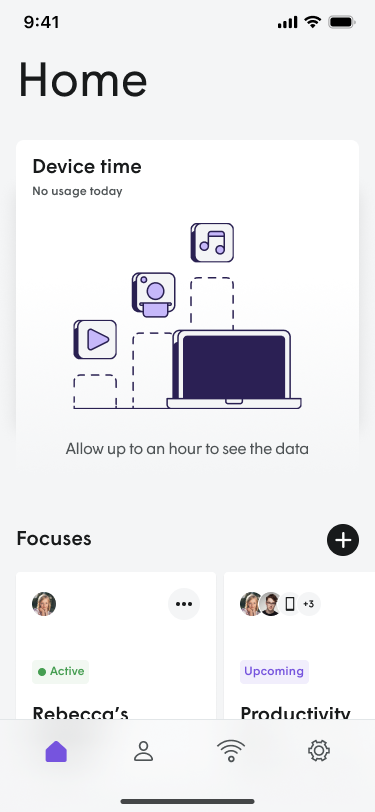 9:41
Home
Device time
No usage today
Allow up to an hour to see the data
Focuses
+3
Active
Upcoming
Rebecca's
Productivity